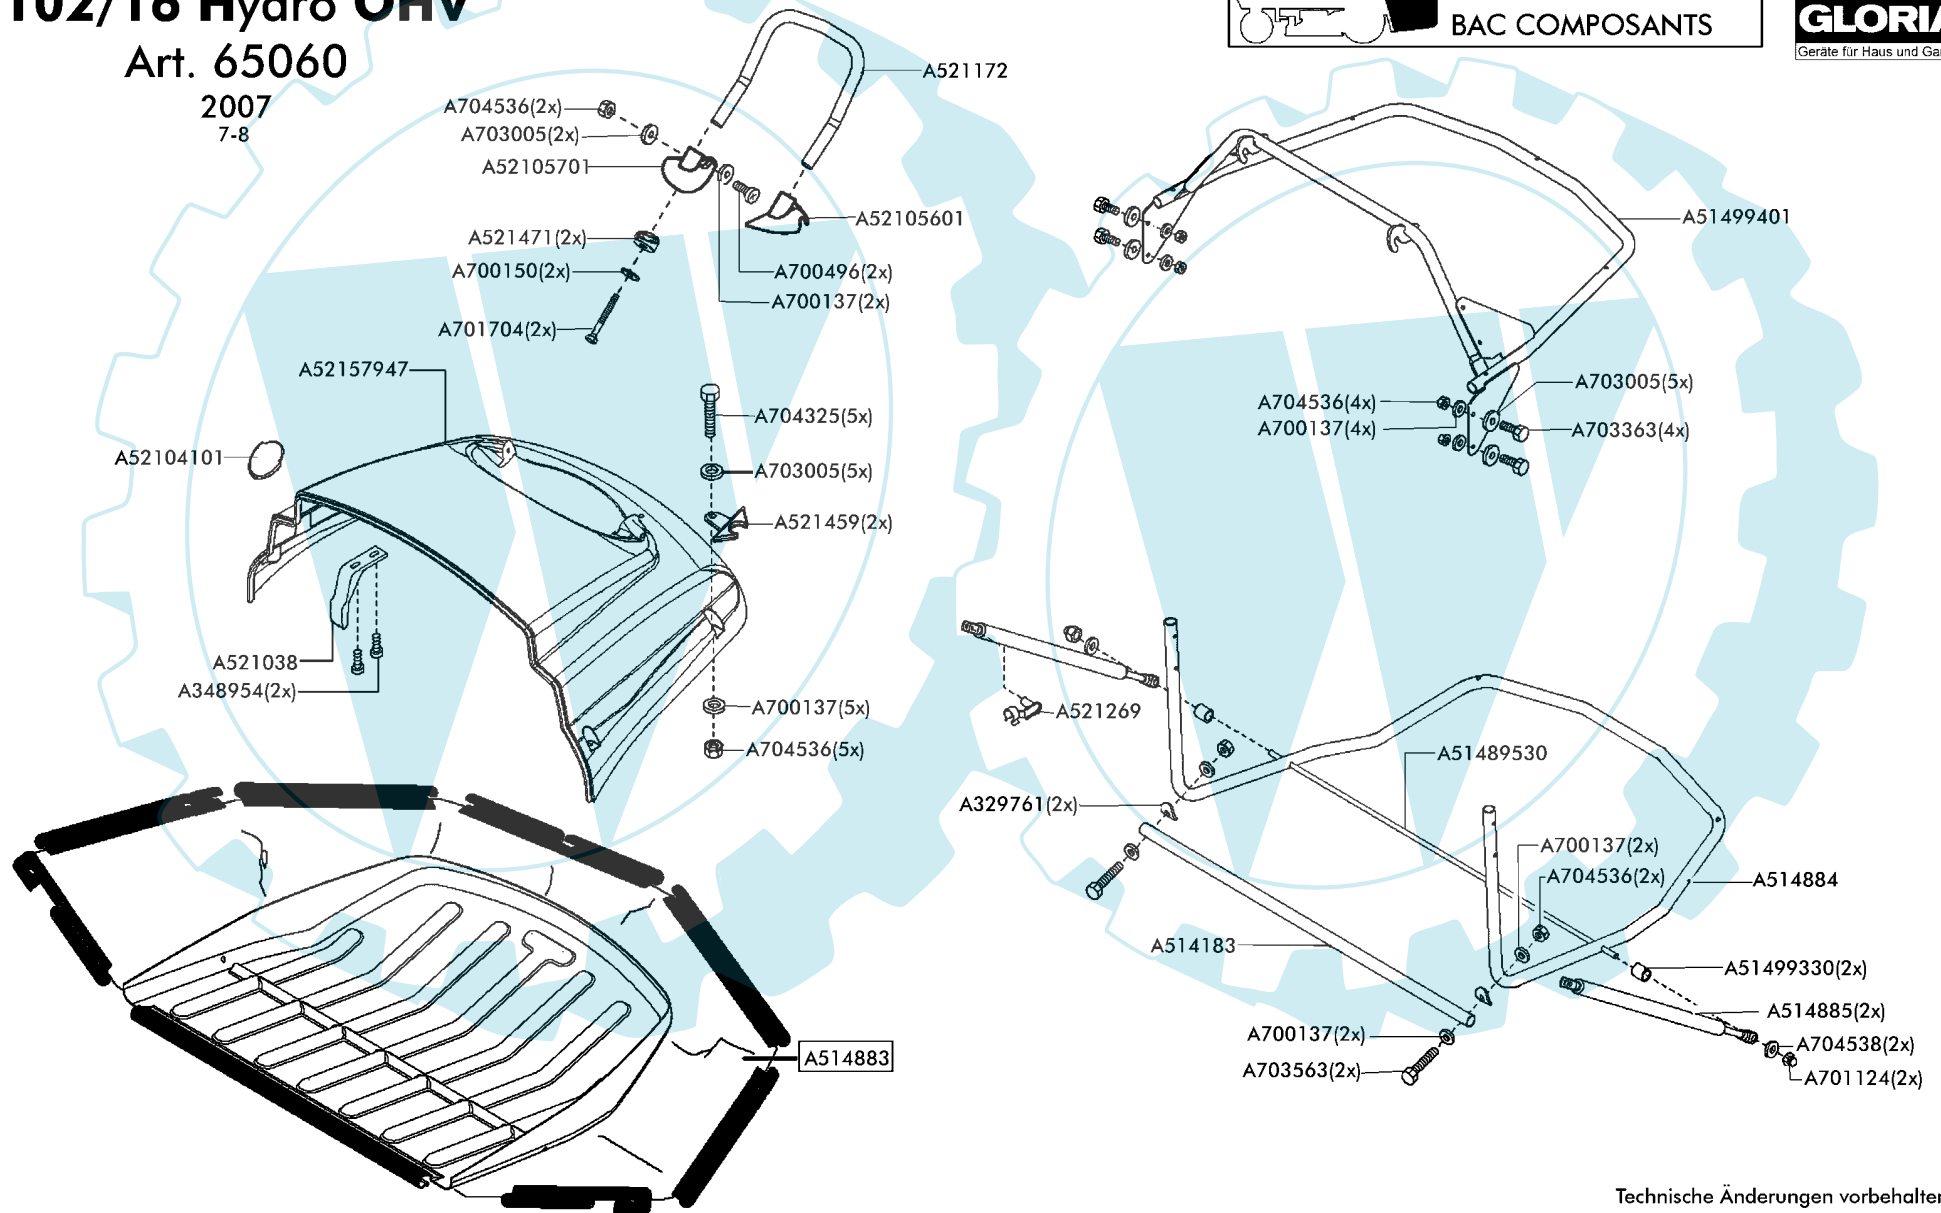 102/16 Hydro OHV
Art. 65060
2007
7-8
BAC COMPOSANTS
GLORIA
Geräte für Haus und Gar
A521172
A704536(2x)
A703005(2x)
A52105701
A52105601
A521471(2x)
A700150(2x)
A700496(2x)
A700137(2x)
A701704(2x)
A52157947
A704325(5x)
A52104101
A703005(5x)
A521459(2x)
A521038
A348954(2x)
A700137(5x)
A704536(5x)
A514883
A51499401
A703005(5x)
A704536(4x)
A700137(4x)
A703363(4x)
A521269
A51489530
A329761(2x)
A700137(2x)
A704536(2x)
A514884
A514183
A51499330(2x)
A514885(2x)
A700137(2x)
A704538(2x)
A703563(2x)
A701124(2x)
Technische Änderungen vorbehalten